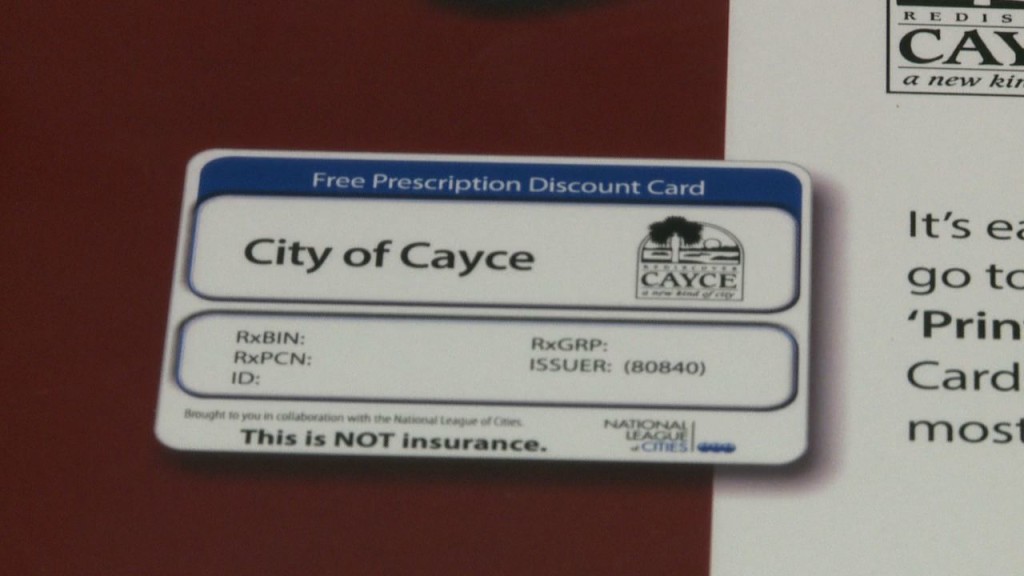 Free Prescription Discount Card
City of Cayce
REDISCOVER
CAYCE
a new kind of city
RxBIN:
RxPCN:
ID:
RxGRP:
ISSUER: (80840)
Brought to you in collaboration with the National League of Cities.
This is NOT insurance.
NATIONAL
LEAGUE
of CITIES
REDIS
CAY
a new kin
It's ea
go to
'Prin
Card
most